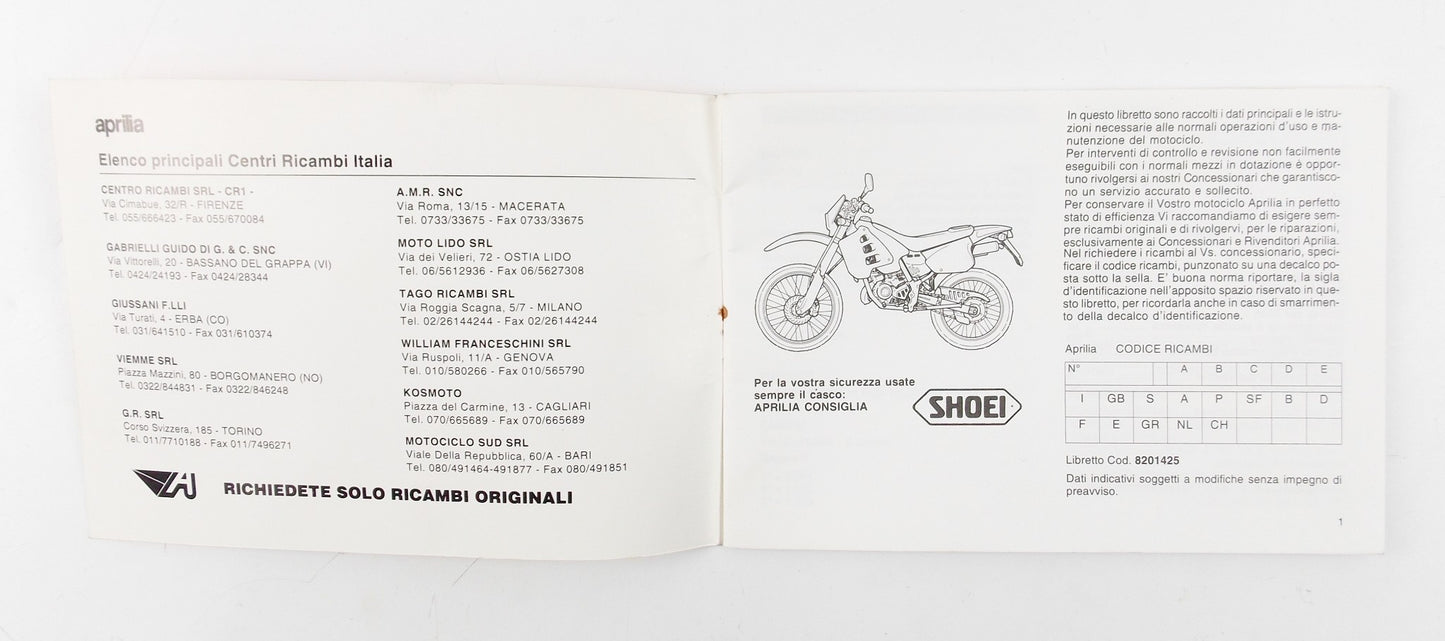 aprilia
Elenco principali Centri Ricambi Italia
CENTRO RICAMBI SRL - CR1 -
Via Cimabue, 32/R - FIRENZE
Tel. 055/666423 - Fax 055/670084
GABRIELLI GUIDO DI G. & C. SNC
Via Vittorelli, 20 - BASSANO DEL GRAPPA (VI)
Tel. 0424/24193 - Fax 0424/28344
GIUSSANI F.LLI
Via Turati, 4 - ERBA (CO)
Tel. 031/641510 - Fax 031/610374
VIEMME SRL
Piazza Mazzini, 80 - BORGOMANERO (NO)
Tel. 0322/844831 - Fax 0322/846248
G.R. SRL
Corso Svizzera, 185 - TORINO
Tel. 011/7710188 - Fax 011/7496271
A.M.R. SNC
Via Roma, 13/15 - MACERATA
Tel. 0733/33675 - Fax 0733/33675
MOTO LIDO SRL
Via dei Velieri, 72 - OSTIA LIDO
Tel. 06/5612936 - Fax 06/5627308
TAGO RICAMBI SRL
Via Roggia Scagna, 5/7 - MILANO
Tel. 02/26144244 - Fax 02/26144244
WILLIAM FRANCESCHINI SRL
Via Ruspoli, 11/A - GENOVA
Tel. 010/580266 - Fax 010/565790
KOSMOTO
Piazza del Carmine, 13 - CAGLIARI
Tel. 070/665689 - Fax 070/665689
MOTOCICLO SUD SRL
Viale Della Repubblica, 60/A - BARI
Tel. 080/491464-491877 - Fax 080/491851
RICHIEDETE SOLO RICAMBI ORIGINALI
Per la vostra sicurezza usate
sempre il casco:
APRILIA CONSIGLIA
SHOEI
In questo libretto sono raccolti i dati principali e le istru-
zioni necessarie alle normali operazioni d'uso e ma-
nutenzione del motociclo.
Per interventi di controllo e revisione non facilmente
eseguibili con i normali mezzi in dotazione è oppor-
tuno rivolgersi ai nostri Concessionari che garantisco-
no un servizio accurato e sollecito.
Per conservare il Vostro motociclo Aprilia in perfetto
stato di efficienza Vi raccomandiamo di esigere sem-
pre ricambi originali e di rivolgervi, per le riparazioni,
esclusivamente ai Concessionari e Rivenditori Aprilia.
Nel richiedere i ricambi al Vs. concessionario, speci-
ficare il codice ricambi, punzonato su una decalco po-
sta sotto la sella. E' buona norma riportare, la sigla
d'identificazione nell'apposito spazio riservato in que-
sto libretto, per ricordarla anche in caso di smarrimen-
to della decalco d'identificazione.
Aprilia CODICE RICAMBI
N° A B C D E
I GB S A P SF B D
F E GR NL CH
Libretto Cod. 8201425
Dati indicativi soggetti a modifiche senza impegno di
preavviso.
1